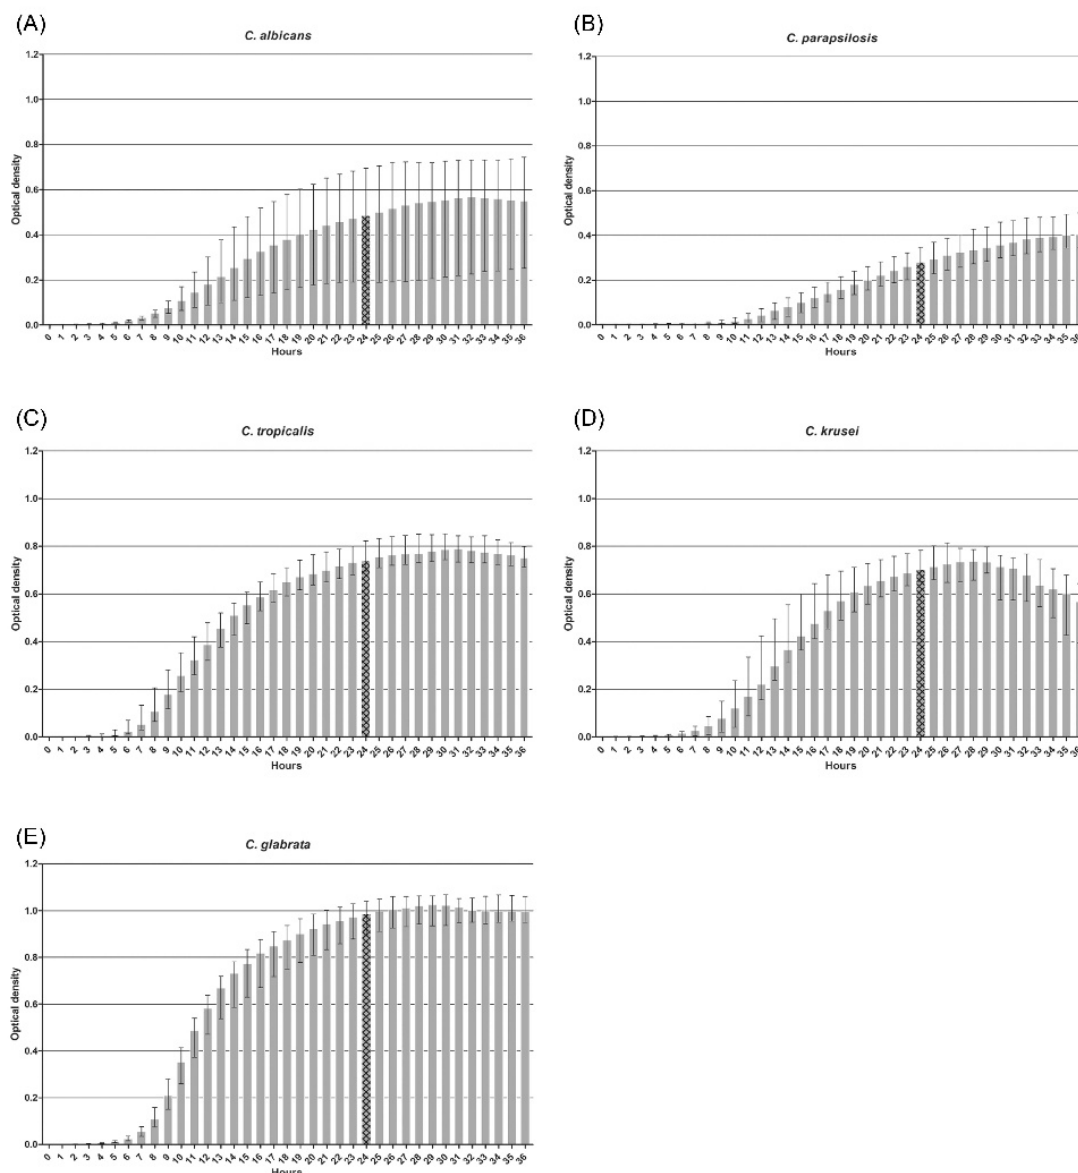 (A)
C. albicans
1.2
1.0
0.8
0.6
0.4
0.2
0.0
Optical density
0 1 2 3 4 5 6 7 8 9 10 11 12 13 14 15 16 17 18 19 20 21 22 23 24 25 26 27 28 29 30 31 32 33 34 35 36
Hours
(B)
C. parapsilosis
1.2
1.0
0.8
0.6
0.4
0.2
0.0
Optical density
0 1 2 3 4 5 6 7 8 9 10 11 12 13 14 15 16 17 18 19 20 21 22 23 24 25 26 27 28 29 30 31 32 33 34 35 36
Hours
(C)
C. tropicalis
1.2
1.0
0.8
0.6
0.4
0.2
0.0
Optical density
0 1 2 3 4 5 6 7 8 9 10 11 12 13 14 15 16 17 18 19 20 21 22 23 24 25 26 27 28 29 30 31 32 33 34 35 36
Hours
(D)
C. krusei
1.2
1.0
0.8
0.6
0.4
0.2
0.0
Optical density
0 1 2 3 4 5 6 7 8 9 10 11 12 13 14 15 16 17 18 19 20 21 22 23 24 25 26 27 28 29 30 31 32 33 34 35 36
Hours
(E)
C. glabrata
1.2
1.0
0.8
0.6
0.4
0.2
0.0
Optical density
0 1 2 3 4 5 6 7 8 9 10 11 12 13 14 15 16 17 18 19 20 21 22 23 24 25 26 27 28 29 30 31 32 33 34 35 36
Hours